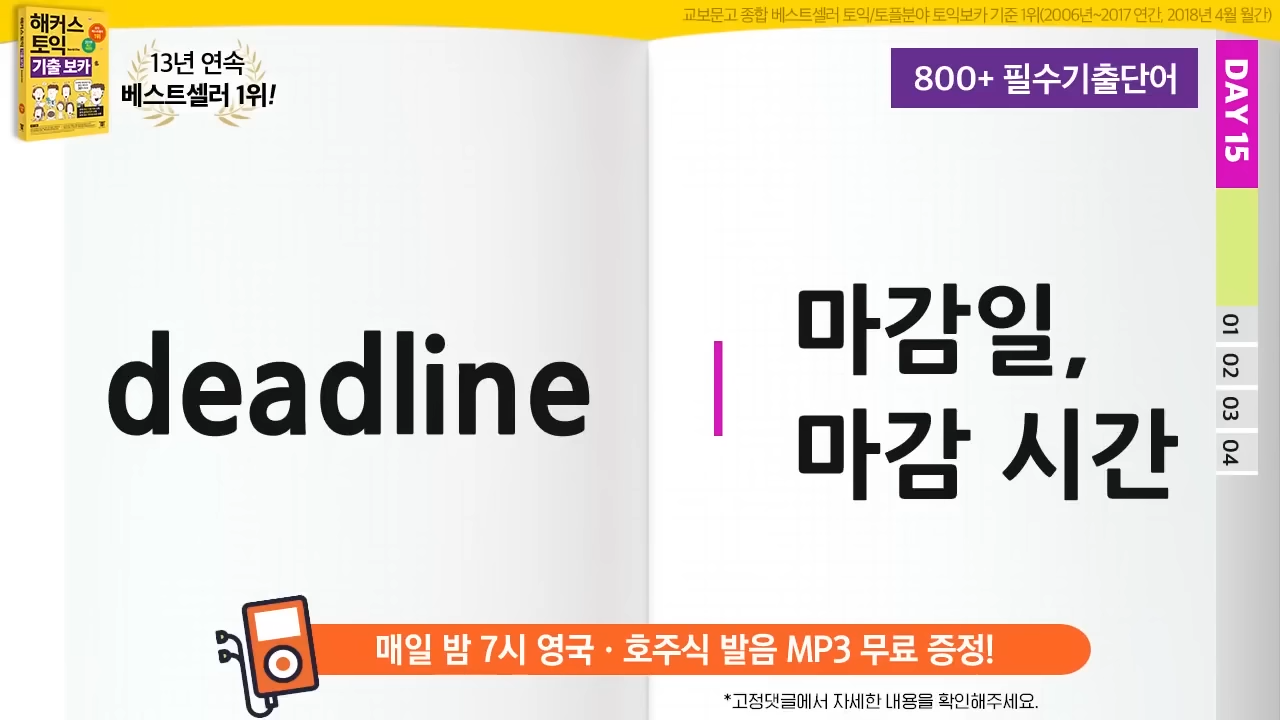 교보문고 종합 베스트셀러 토익/토플분야 토익보카 기준 1위(2006년~2017 연간, 2018년 4월 월간)
해커스
토익
기출 보카
13년 연속
베스트셀러 1위!
800+ 필수기출단어
DAY 15
deadline
마감일,
마감 시간
01
02
03
04
매일 밤 7시 영국·호주식 발음 MP3 무료 증정!
*고정댓글에서 자세한 내용을 확인해주세요.